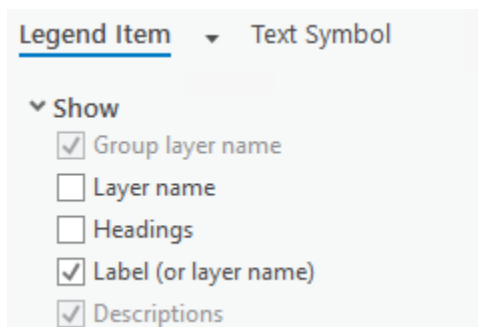 Legend Item Text Symbol
Show
Group layer name
Layer name
Headings
Label (or layer name)
Descriptions